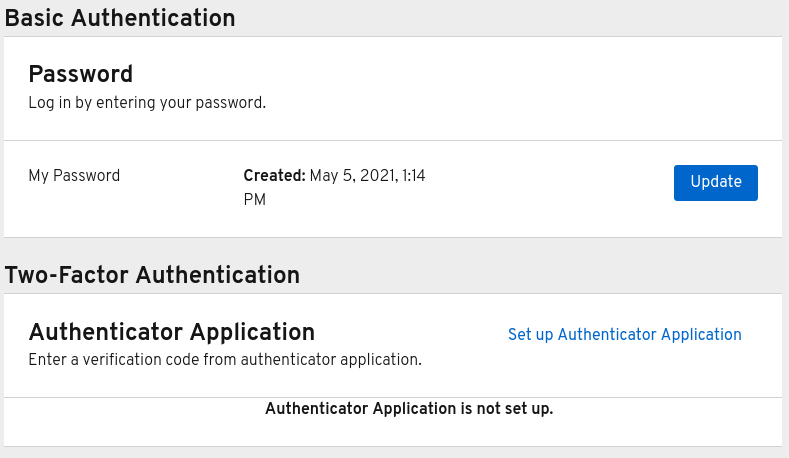 Basic Authentication
Password
Log in by entering your password.
My Password
Created: May 5, 2021, 1:14
PM
Update
Two-Factor Authentication
Authenticator Application
Set up Authenticator Application
Enter a verification code from authenticator application.
Authenticator Application is not set up.